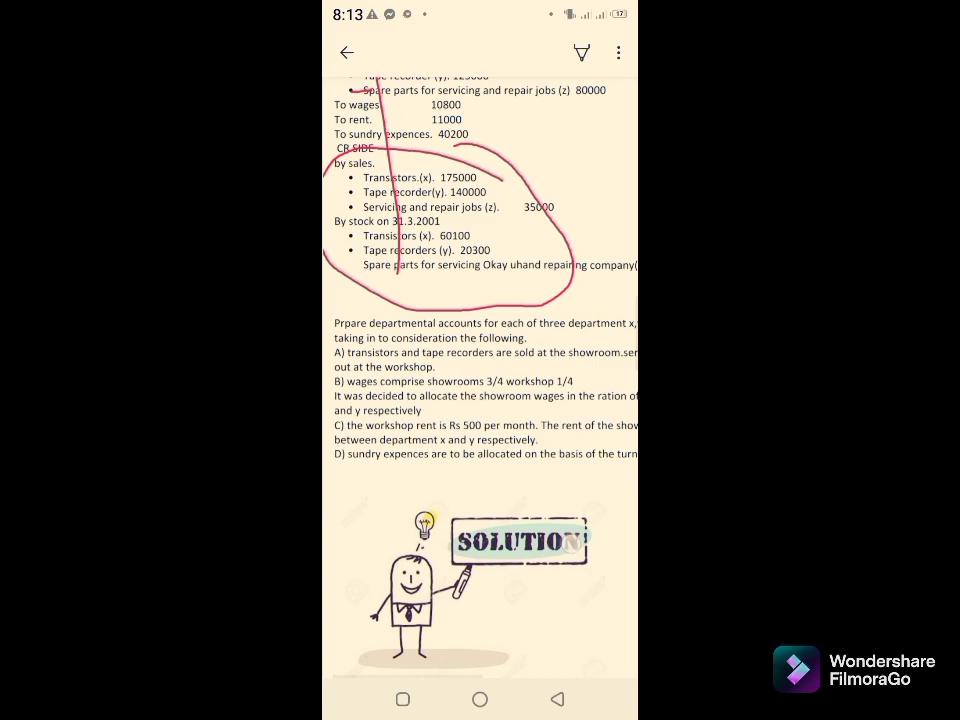 8:13
17
Tape recorder (y). 125000
Spare parts for servicing and repair jobs (z) 80000
To wages. 10800
To rent. 11000
To sundry expences. 40200
CR SIDE
by sales.
Transistors.(x). 175000
Tape recorder(y). 140000
Servicing and repair jobs (z). 35000
By stock on 31.3.2001
Transistors (x). 60100
Tape recorders (y). 20300
Spare parts for servicing Okay uhand repairing company(
Prpare departmental accounts for each of three department x,
taking in to consideration the following.
A) transistors and tape recorders are sold at the showroom.ser
out at the workshop.
B) wages comprise showrooms 3/4 workshop 1/4
It was decided to allocate the showroom wages in the ration of
and y respectively
C) the workshop rent is Rs 500 per month. The rent of the show
between department x and y respectively.
D) sundry expences are to be allocated on the basis of the turn
SOLUTION
Wondershare
FilmoraGo